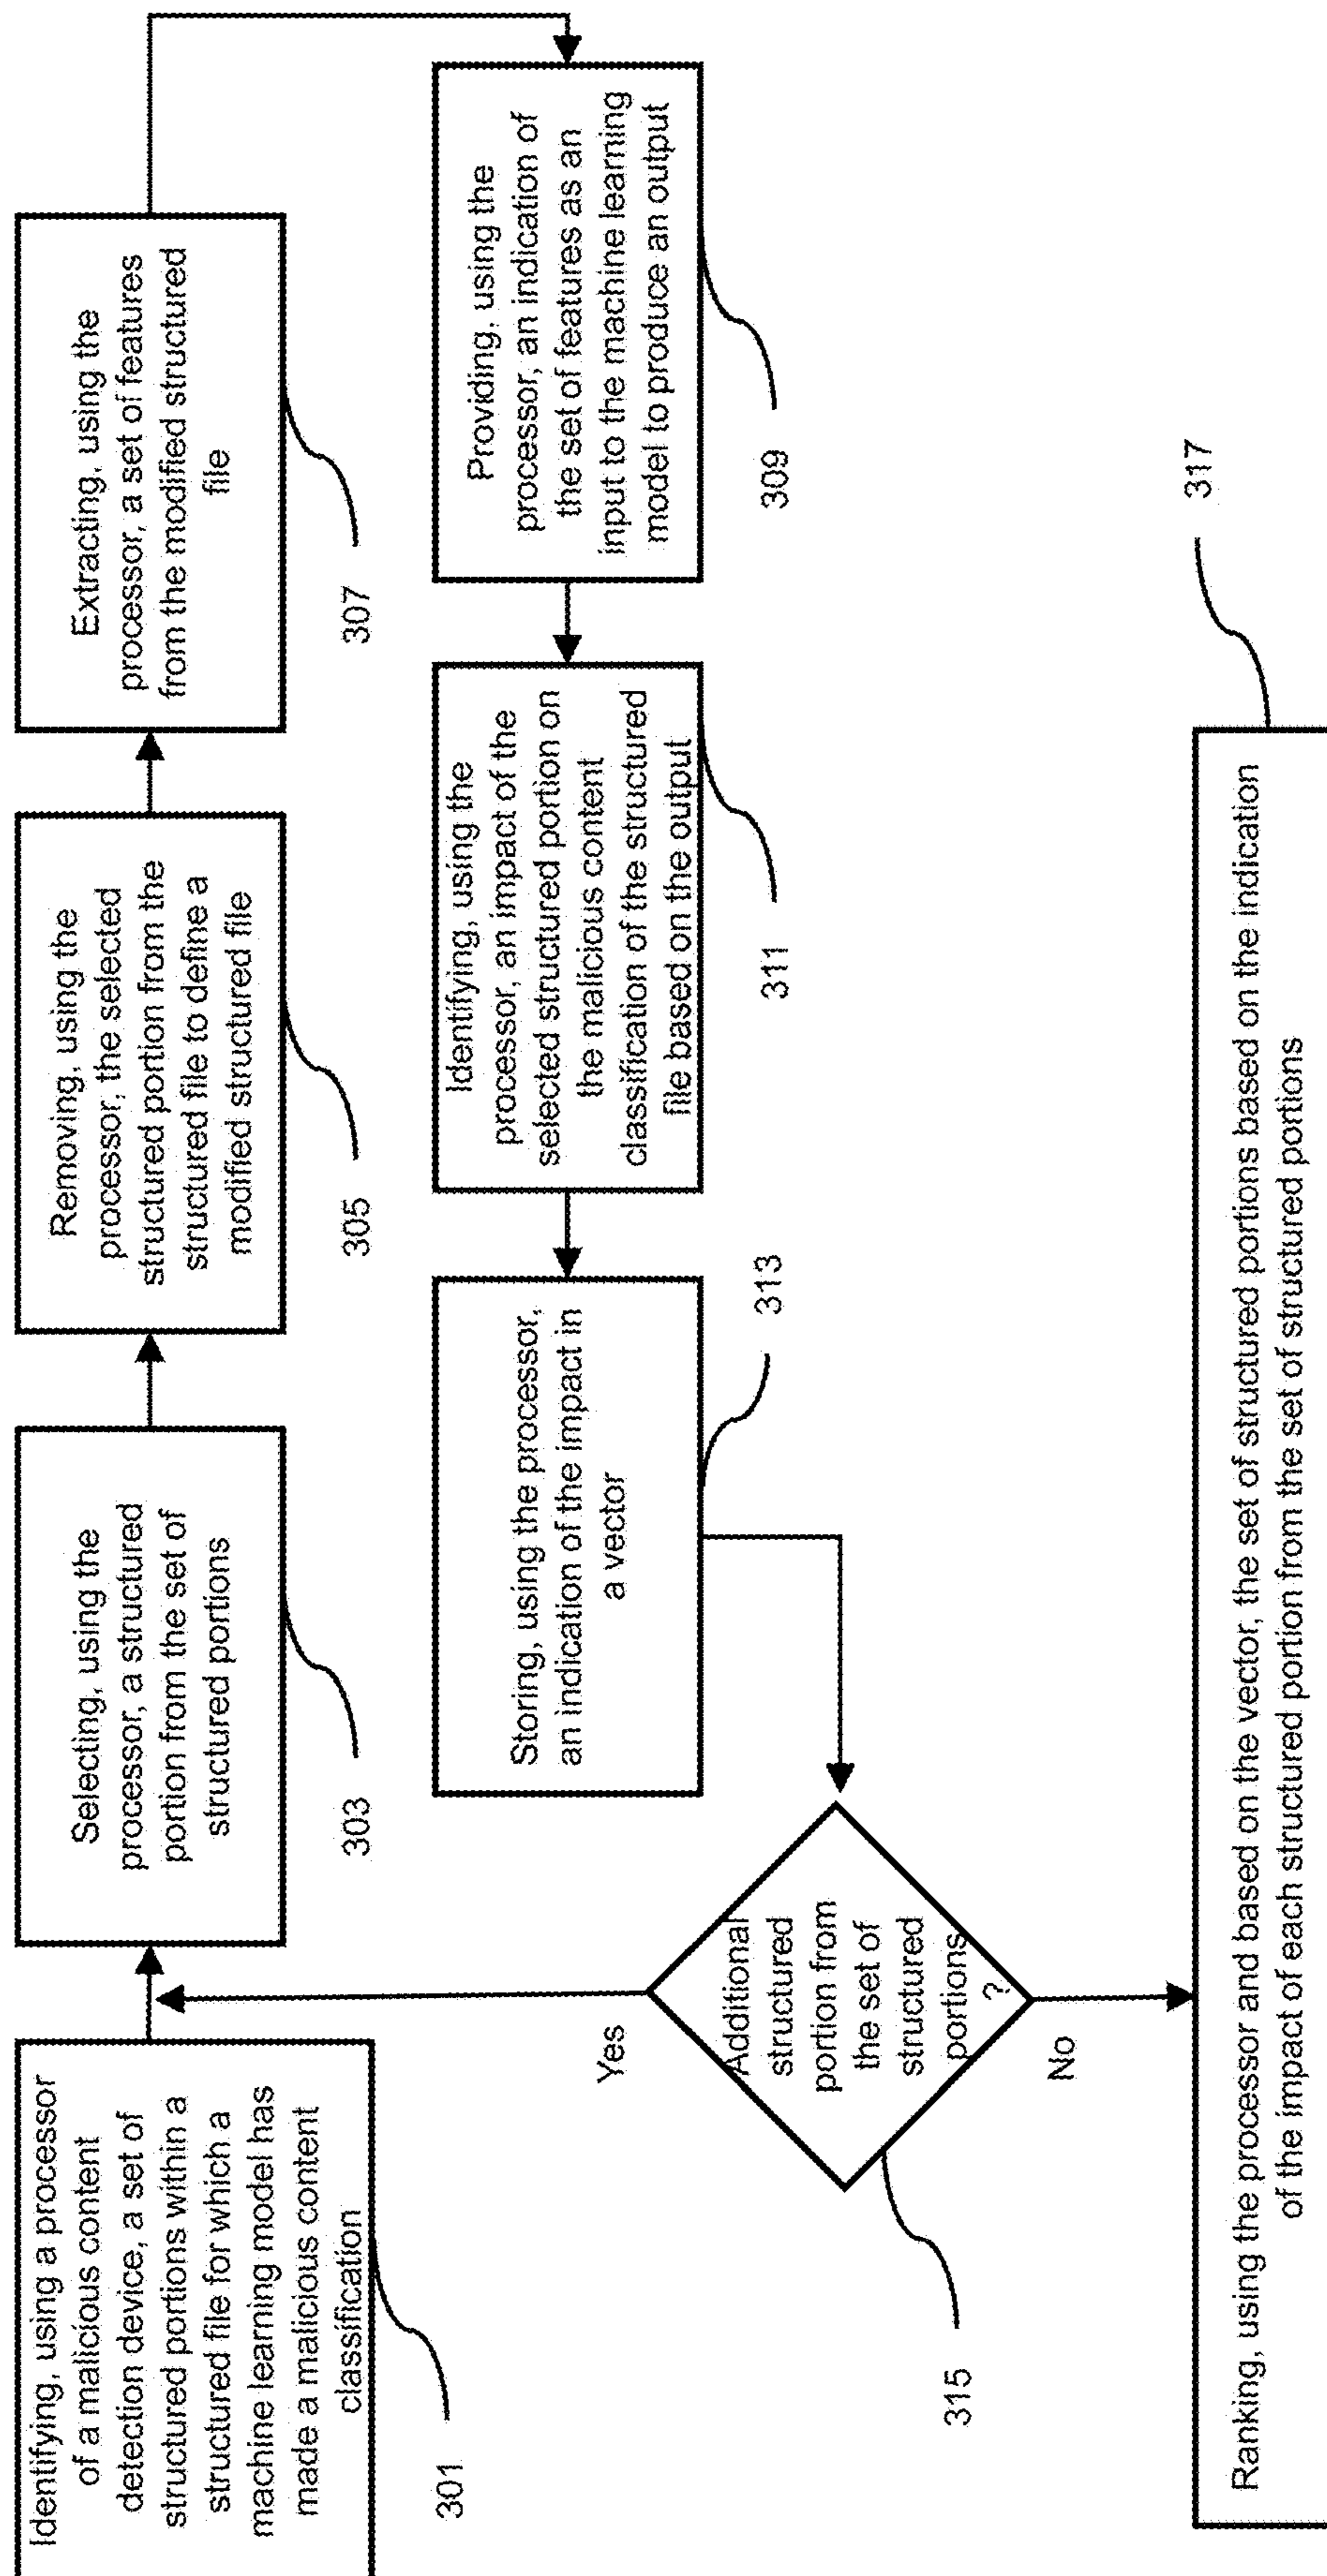 Identifying, using a processor
of a malicious content
detection device, a set of
structured portions within a
structured file for which a
machine learning model has
made a malicious content
classification
301
Selecting, using the
processor, a structured
portion from the set of
structured portions
303
Removing, using the
processor, the selected
structured portion from the
structured file to define a
modified structured file
305
Extracting, using the
processor, a set of features
from the modified structured
file
307
Providing, using the
processor, an indication of
the set of features as an
input to the machine learning
model to produce an output
309
Identifying, using the
processor, an impact of the
selected structured portion on
the malicious content
classification of the structured
file based on the output
311
Storing, using the processor,
an indication of the impact in
a vector
313
Additional
structured
portion from
the set of
structured
portions
?
315
Yes
No
Ranking, using the processor and based on the vector, the set of structured portions based on the indication
of the impact of each structured portion from the set of structured portions
317